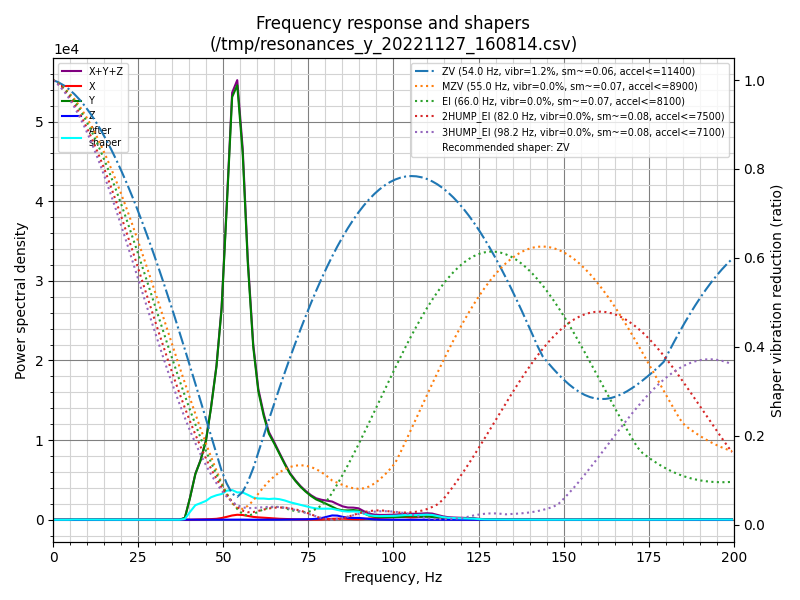 Frequency response and shapers
(/tmp/resonances_y_20221127_160814.csv)
1e4
X+Y+Z
X
Y
Z
After
shaper
ZV (54.0 Hz, vibr=1.2%, sm~=0.06, accel<=11400)
MZV (55.0 Hz, vibr=0.0%, sm~=0.07, accel<=8900)
EI (66.0 Hz, vibr=0.0%, sm~=0.07, accel<=8100)
2HUMP_EI (82.0 Hz, vibr=0.0%, sm~=0.08, accel<=7500)
3HUMP_EI (98.2 Hz, vibr=0.0%, sm~=0.08, accel<=7100)
Recommended shaper: ZV
Power spectral density
5
4
3
2
1
0
1.0
0.8
0.6
0.4
0.2
0.0
Shaper vibration reduction (ratio)
0 25 50 75 100 125 150 175 200
Frequency, Hz